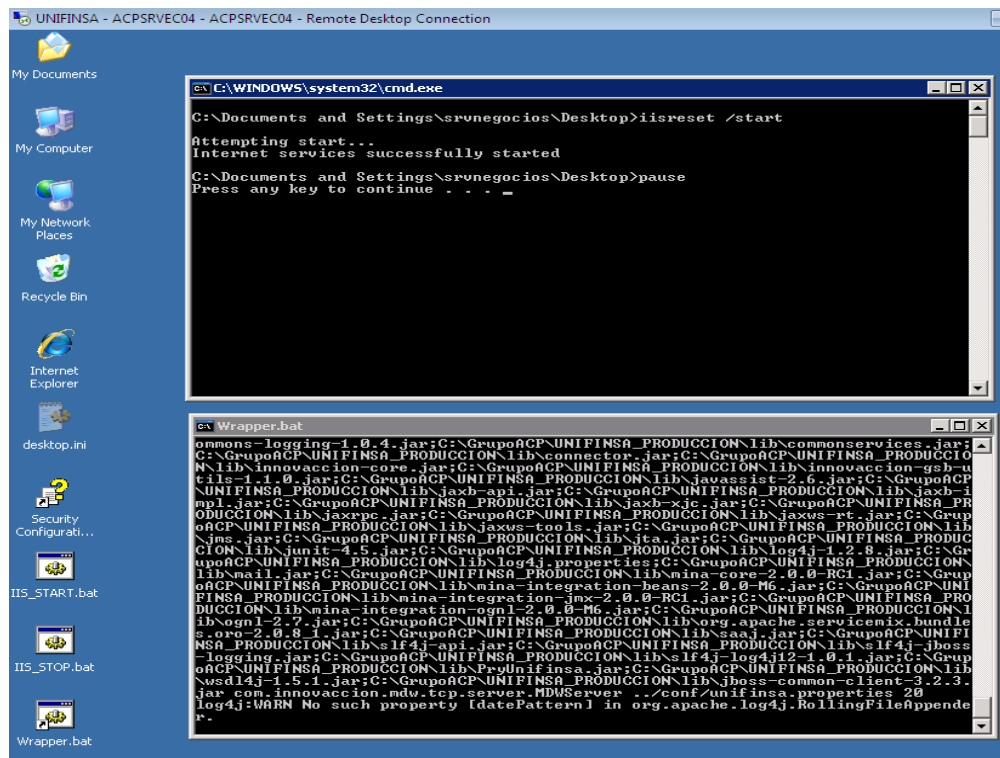 UNIFINSA - ACPSRVEC04 - ACPSRVEC04 - Remote Desktop Connection
My Documents
My Computer
My Network
Places
Recycle Bin
Internet
Explorer
desktop.ini
Security
Configurati...
IIS_START.bat
IIS_STOP.bat
Wrapper.bat
C:\WINDOWS\system32\cmd.exe
C:\Documents and Settings\srvnegocios\Desktop>iisreset /start
Attempting start...
Internet services successfully started
C:\Documents and Settings\srvnegocios\Desktop>pause
Press any key to continue . . . _
Wrapper.bat
ommons-logging-1.0.4.jar;C:\GrupoACP\UNIFINSA_PRODUCCION\lib\commonservices.jar;
C:\GrupoACP\UNIFINSA_PRODUCCION\lib\connector.jar;C:\GrupoACP\UNIFINSA_PRODUCCIO
N\lib\innovaccion-core.jar;C:\GrupoACP\UNIFINSA_PRODUCCION\lib\innovaccion-gsb-u
tils-1.1.0.jar;C:\GrupoACP\UNIFINSA_PRODUCCION\lib\javassist-2.6.jar;C:\GrupoACP
\UNIFINSA_PRODUCCION\lib\jaxb-api.jar;C:\GrupoACP\UNIFINSA_PRODUCCION\lib\jaxb-i
mpl.jar;C:\GrupoACP\UNIFINSA_PRODUCCION\lib\jaxb-xjc.jar;C:\GrupoACP\UNIFINSA_PR
ODUCCION\lib\jaxrpc.jar;C:\GrupoACP\UNIFINSA_PRODUCCION\lib\jaxws-rt.jar;C:\Grup
oACP\UNIFINSA_PRODUCCION\lib\jaxws-tools.jar;C:\GrupoACP\UNIFINSA_PRODUCCION\lib
\jms.jar;C:\GrupoACP\UNIFINSA_PRODUCCION\lib\jta.jar;C:\GrupoACP\UNIFINSA_PRODUC
CION\lib\junit-4.5.jar;C:\GrupoACP\UNIFINSA_PRODUCCION\lib\log4j-1.2.8.jar;C:\Gr
upoACP\UNIFINSA_PRODUCCION\lib\log4j.properties;C:\GrupoACP\UNIFINSA_PRODUCCION\
lib\mail.jar;C:\GrupoACP\UNIFINSA_PRODUCCION\lib\mina-core-2.0.0-RC1.jar;C:\Grup
oACP\UNIFINSA_PRODUCCION\lib\mina-integration-beans-2.0.0-M6.jar;C:\GrupoACP\UNI
FINSA_PRODUCCION\lib\mina-integration-jmx-2.0.0-RC1.jar;C:\GrupoACP\UNIFINSA_PRO
DUCCION\lib\mina-integration-ognl-2.0.0-M6.jar;C:\GrupoACP\UNIFINSA_PRODUCCION\l
ib\ognl-2.7.jar;C:\GrupoACP\UNIFINSA_PRODUCCION\lib\org.apache.servicemix.bundle
s.oro-2.0.8_1.jar;C:\GrupoACP\UNIFINSA_PRODUCCION\lib\saaj.jar;C:\GrupoACP\UNIFI
NSA_PRODUCCION\lib\slf4j-api.jar;C:\GrupoACP\UNIFINSA_PRODUCCION\lib\slf4j-jboss
-logging.jar;C:\GrupoACP\UNIFINSA_PRODUCCION\lib\slf4j-log4j12-1.0.1.jar;C:\Grup
oACP\UNIFINSA_PRODUCCION\lib\PryUnifinsa.jar;C:\GrupoACP\UNIFINSA_PRODUCCION\lib
\wsdl4j-1.5.1.jar;C:\GrupoACP\UNIFINSA_PRODUCCION\lib\jboss-common-client-3.2.3.
jar com.innovaccion.mdw.tcp.server.MDWServer ../conf/unifinsa.properties 20
log4j:WARN No such property [datePattern] in org.apache.log4j.RollingFileAppende
r.